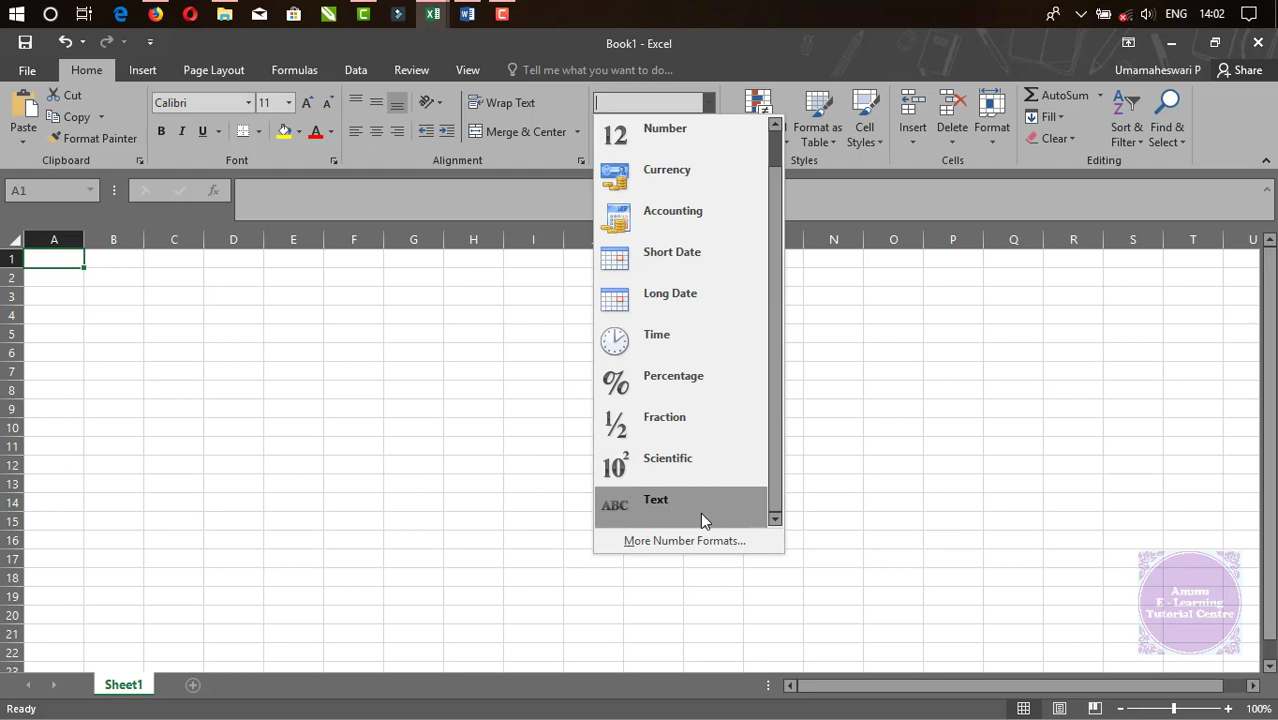 ENG 14:02
Book1 - Excel
File Home Insert Page Layout Formulas Data Review View Tell me what you want to do... Umamaheswari P Share
Paste
Cut
Copy
Format Painter
Clipboard
Calibri 11
B I U A
Font
Wrap Text
Merge & Center
Alignment
Format as Table
Cell Styles
Styles
Insert
Delete
Format
Cells
AutoSum
Fill
Clear
Sort & Filter
Find & Select
Editing
A1 fx
12 Number
Currency
Accounting
Short Date
Long Date
Time
% Percentage
1/2 Fraction
10² Scientific
ABC Text
More Number Formats...
A B C D E F G H I N O P Q R S T U
1
2
3
4
5
6
7
8
9
10
11
12
13
14
15
16
17
18
19
20
21
22
23
Anunu
E - Learning
Tutorial Centre
Sheet1
Ready 100%